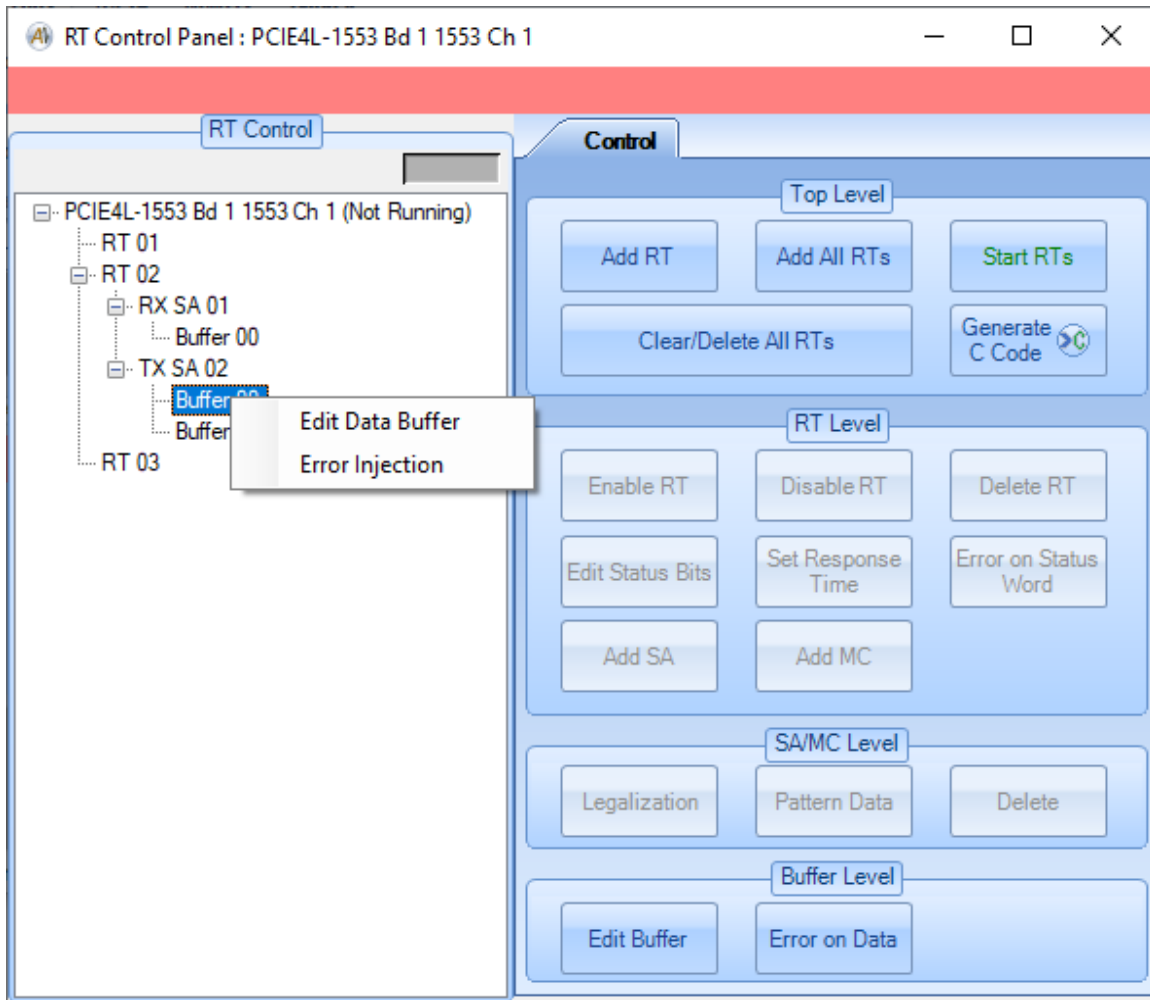 RT Control Panel : PCIE4L-1553 Bd 1 1553 Ch 1
RT Control
PCIE4L-1553 Bd 1 1553 Ch 1 (Not Running)
RT 01
RT 02
RX SA 01
Buffer 00
TX SA 02
Buffer
Buffer
RT 03
Edit Data Buffer
Error Injection
Control
Top Level
Add RT
Add All RTs
Start RTs
Clear/Delete All RTs
Generate
C Code
RT Level
Enable RT
Disable RT
Delete RT
Edit Status Bits
Set Response
Time
Error on Status
Word
Add SA
Add MC
SA/MC Level
Legalization
Pattern Data
Delete
Buffer Level
Edit Buffer
Error on Data